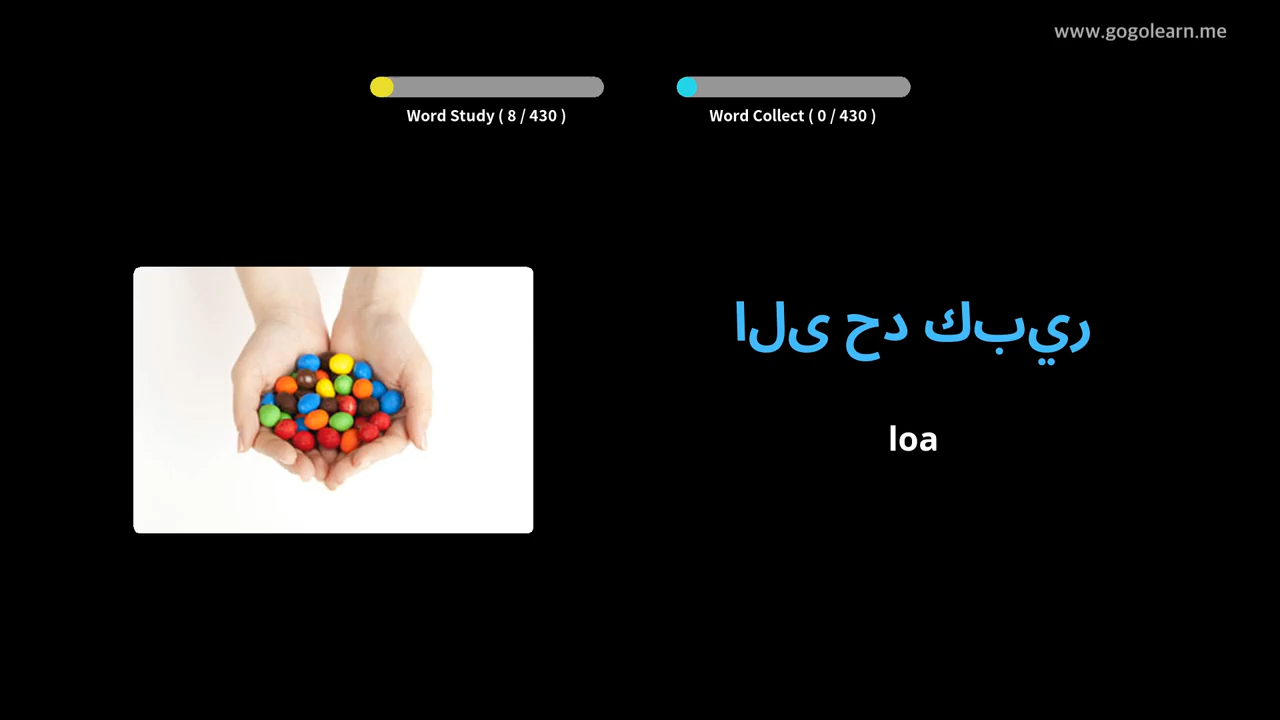 www.gogolearn.me
Word Study ( 8 / 430 )
Word Collect ( 0 / 430 )
الى حد كبير
loa